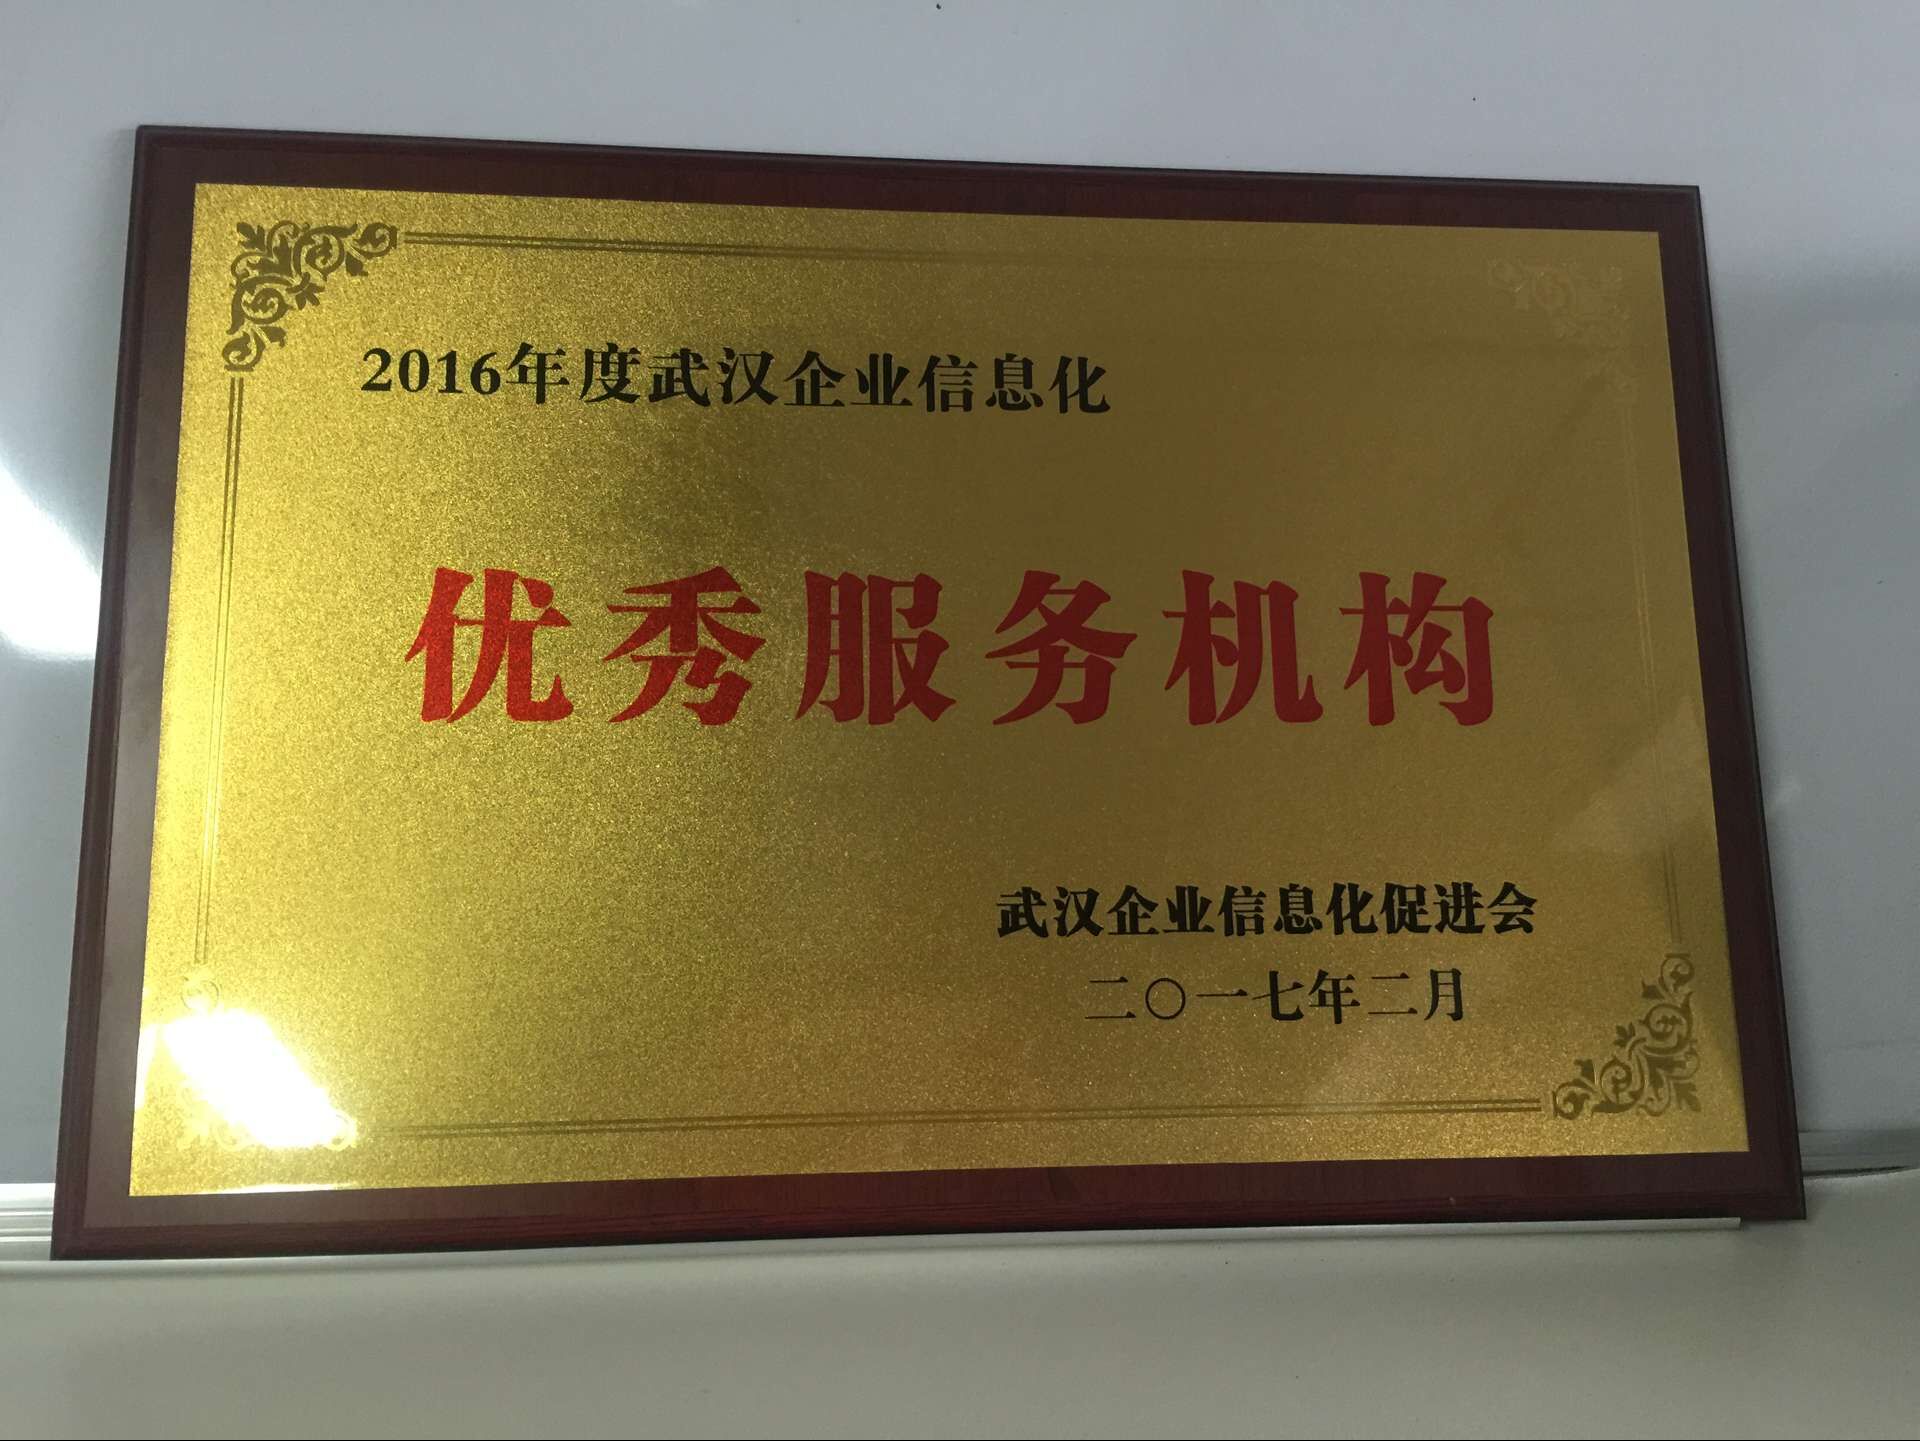 2016年度武汉企业信息化
优秀服务机构
武汉企业信息化促进会
二〇一七年二月